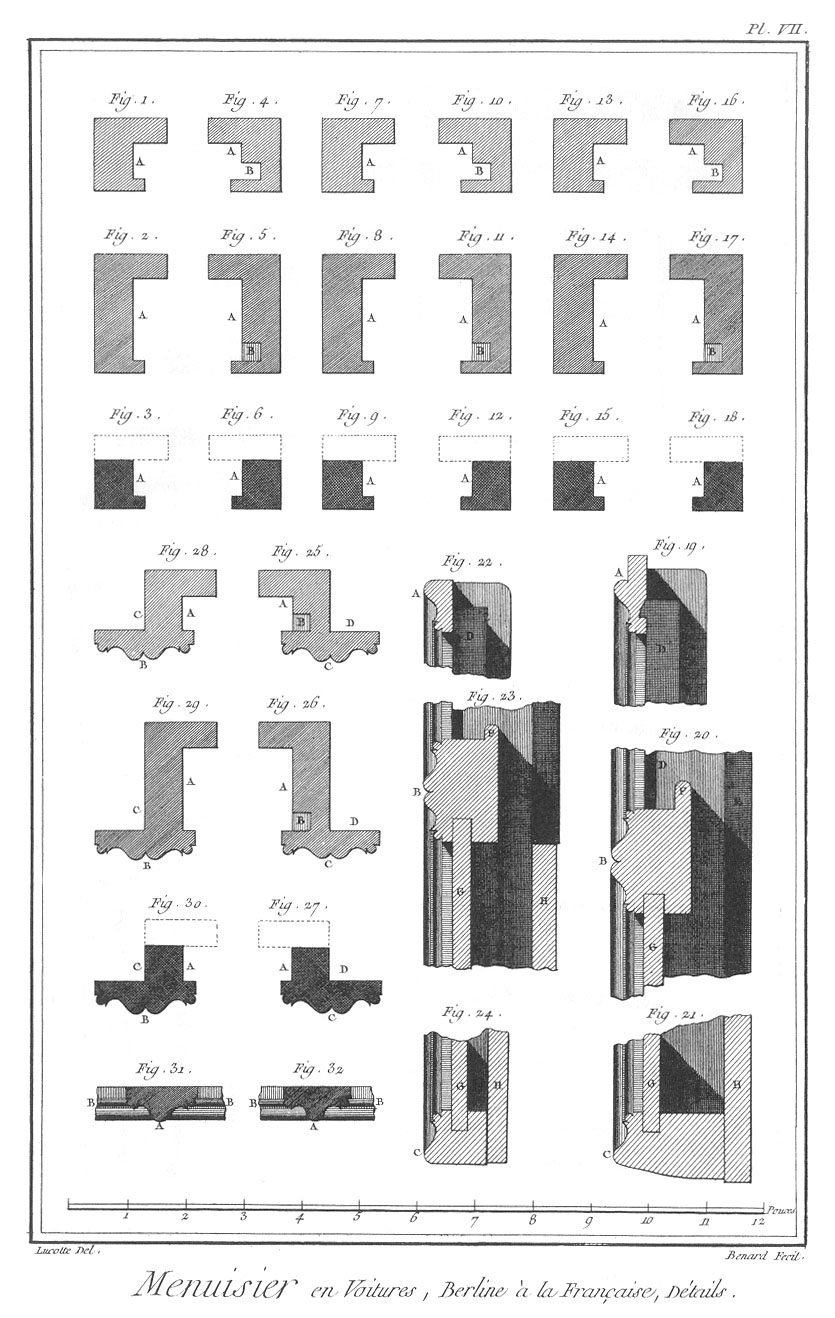 Pl. VII.
Fig. 1. Fig. 4. Fig. 7. Fig. 10. Fig. 13. Fig. 16.
A A A A A A
B B B
Fig. 2. Fig. 5. Fig. 8. Fig. 11. Fig. 14. Fig. 17.
A A A A A A
B B B
Fig. 3. Fig. 6. Fig. 9. Fig. 12. Fig. 15. Fig. 18.
A A A A A A
Fig. 28. Fig. 25. Fig. 22. Fig. 19.
C A A B D A D A D
B C
Fig. 29. Fig. 26. Fig. 23. Fig. 20.
C A A B D F B G H D E F B G
B C
Fig. 30. Fig. 27. Fig. 24. Fig. 21.
C A A D G H C G H C
B C
Fig. 31. Fig. 32.
B B B B
A A
1 2 3 4 5 6 7 8 9 10 11 12 Pouces
Lucotte Del. Benard Fecit.
Menuisier en Voitures, Berline à la Française, Détails.